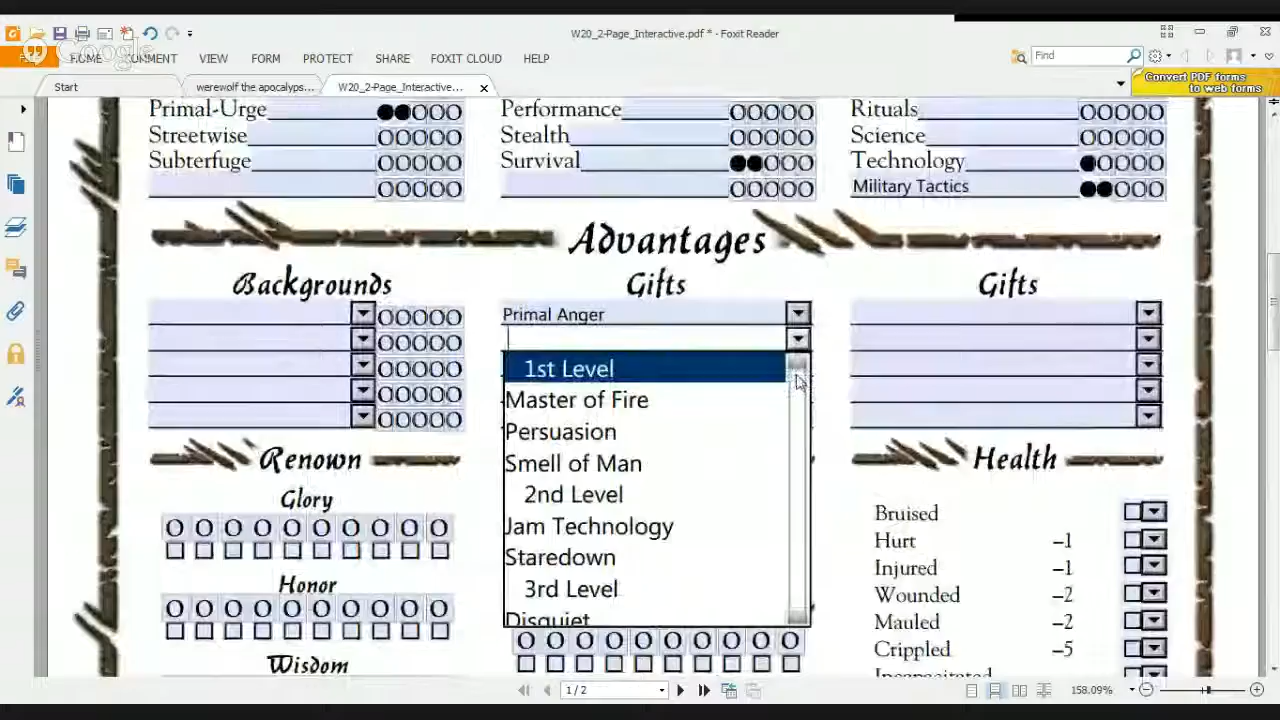 W20_2-Page_Interactive.pdf * - Foxit Reader
Google
HOME
COMMENT
VIEW
FORM
PROTECT
SHARE
FOXIT CLOUD
HELP
Find
Convert PDF forms
to web forms
Start
werewolf the apocalyps...
W20_2-Page_Interactive...
Primal-Urge
Performance
Rituals
Streetwise
Stealth
Science
Subterfuge
Survival
Technology
Military Tactics
Advantages
Backgrounds
Gifts
Gifts
Primal Anger
1st Level
Master of Fire
Persuasion
Smell of Man
2nd Level
Jam Technology
Staredown
3rd Level
Disquiet
Renown
Glory
Honor
Wisdom
Health
Bruised
Hurt -1
Injured -1
Wounded -2
Mauled -2
Crippled -5
Incapacitated
1 / 2
158.09%